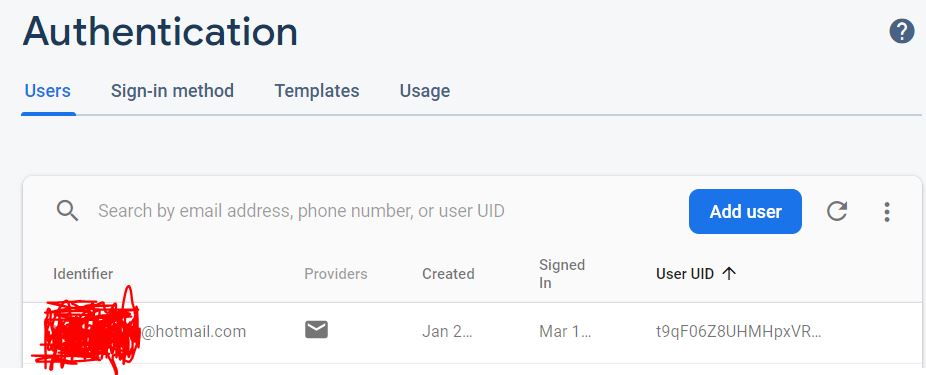 Authentication
Users Sign-in method Templates Usage
Search by email address, phone number, or user UID Add user
Identifier Providers Created Signed In User UID
@hotmail.com Jan 2… Mar 1… t9qF06Z8UHMHpxVR…